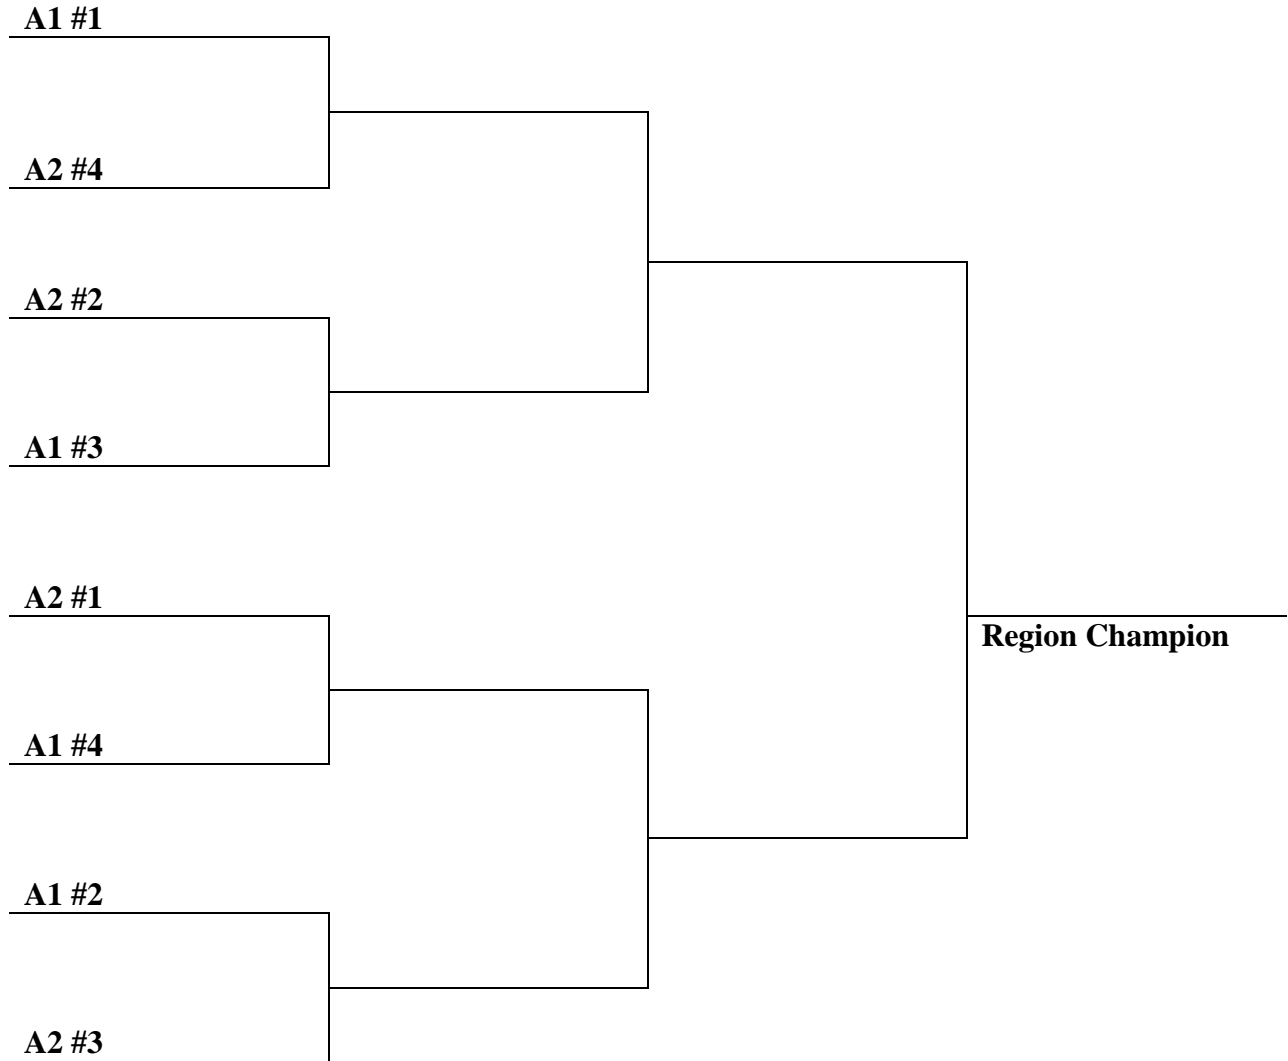 A1 #1
A2 #4
A2 #2
A1 #3
A2 #1
Region Champion
A1 #4
A1 #2
A2 #3